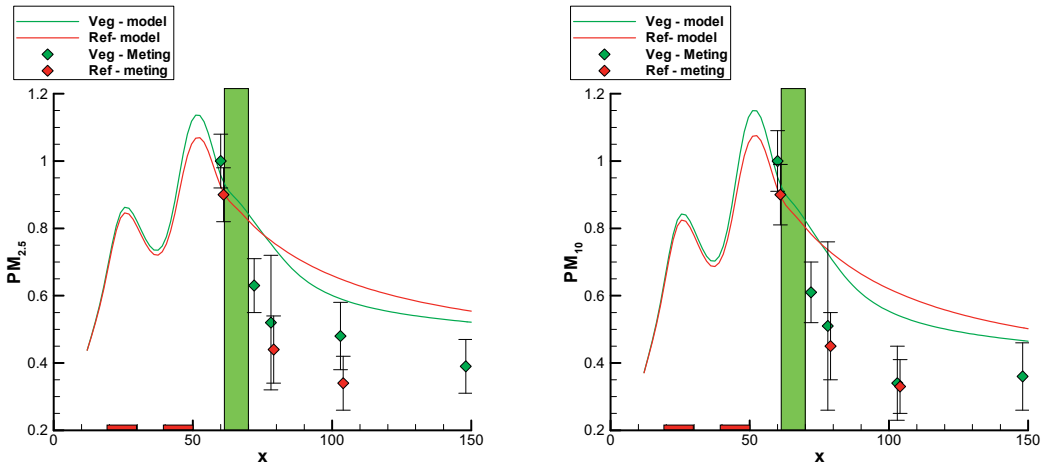 Veg - model
Ref- model
Veg - Meting
Ref - meting
1.2
1
0.8
0.6
0.4
0.2
PM2.5
0
50
100
150
x
Veg - model
Ref- model
Veg - Meting
Ref - meting
1.2
1
0.8
0.6
0.4
0.2
PM10
0
50
100
150
x